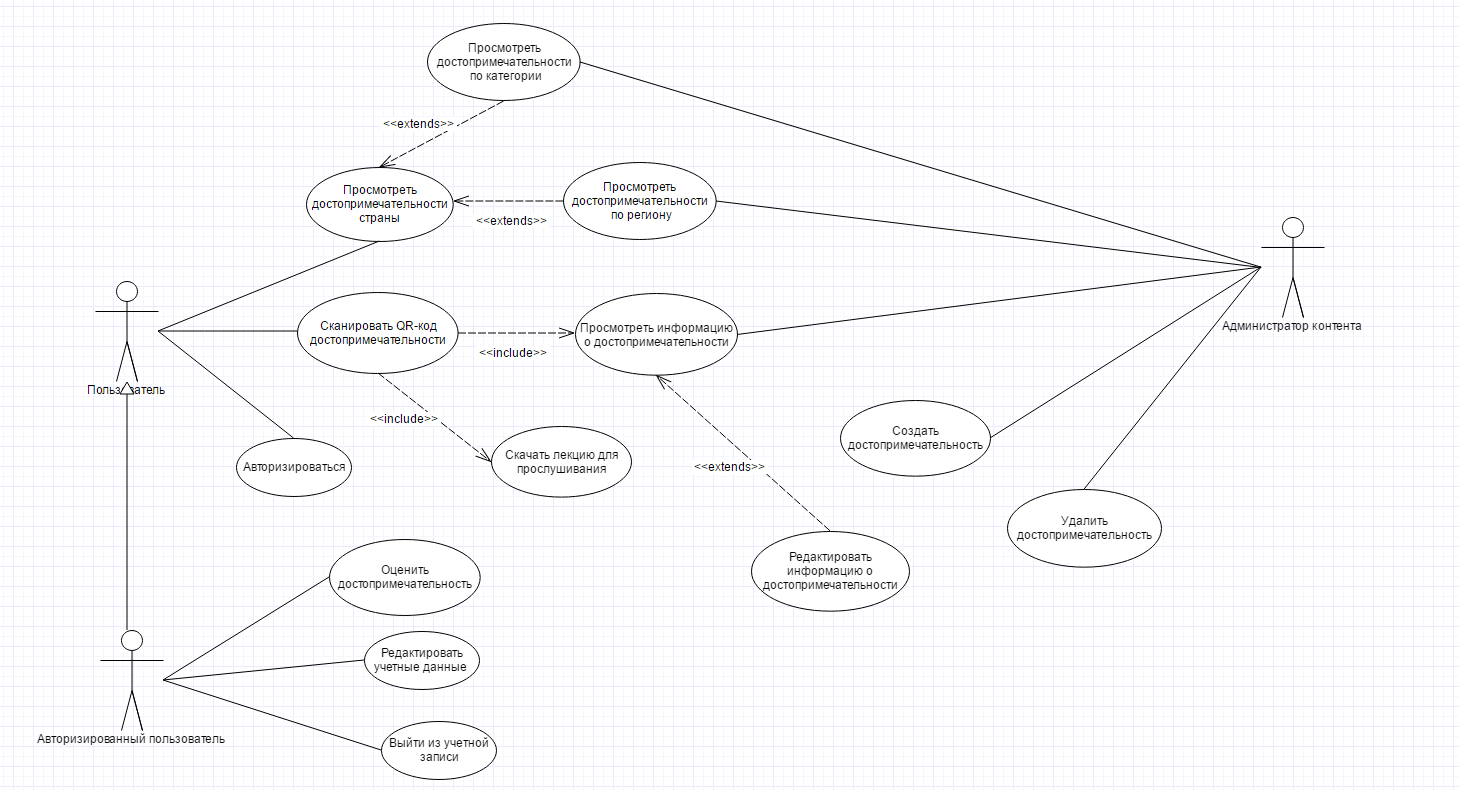 Просмотреть
достопримечательности
по категории
<<extends>>
Просмотреть
достопримечательности
страны
Просмотреть
достопримечательности
по региону
<<extends>>
Сканировать QR-код
достопримечательности
Просмотреть информацию
о достопримечательности
<<include>>
Администратор контента
Пользователь
<<include>>
Создать
достопримечательность
Авторизироваться
Скачать лекцию для
прослушивания
<<extends>>
Удалить
достопримечательность
Редактировать
информацию о
достопримечательности
Оценить
достопримечательность
Редактировать
учетные данные
Авторизированный пользователь
Выйти из учетной
записи